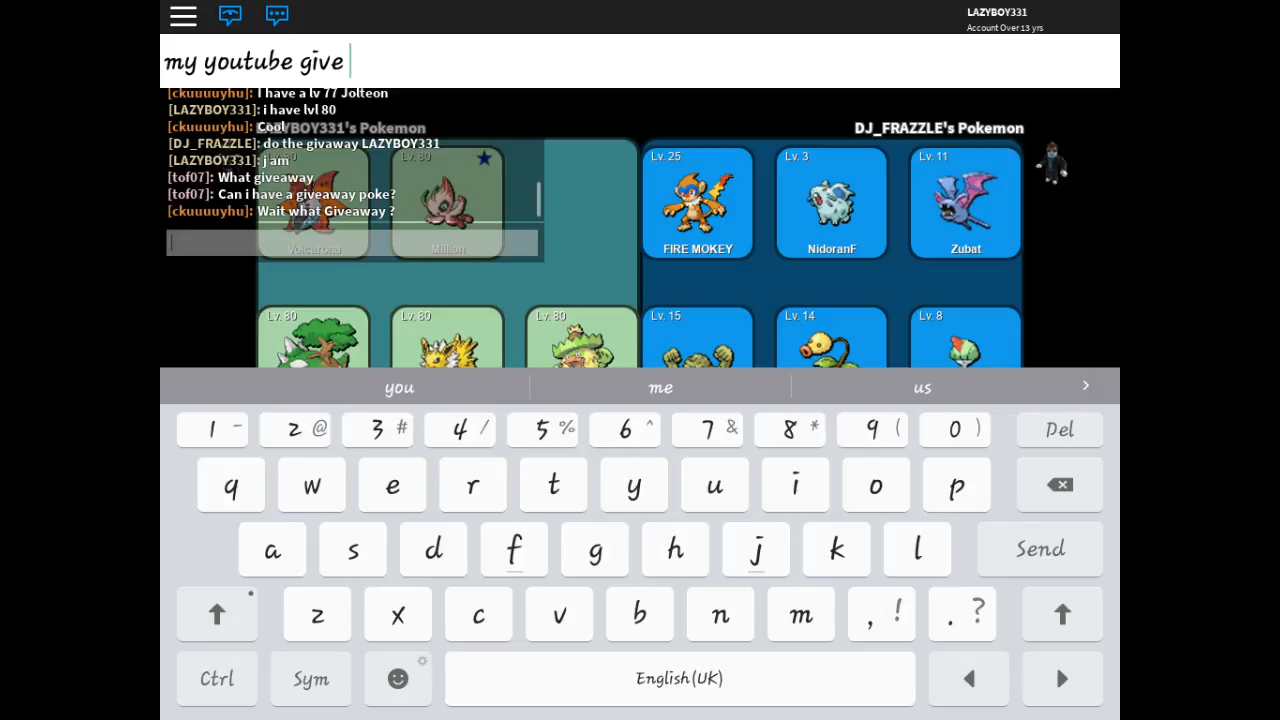 LAZYBOY331
Account Over 13 yrs
my youtube give
[ckuuuuyhu]: I have a lv 77 Jolteon
[LAZYBOY331]: i have lvl 80
[ckuuuuyhu]: Cool
LAZYBOY331's Pokemon
DJ_FRAZZLE's Pokemon
[DJ_FRAZZLE]: do the givaway LAZYBOY331
[LAZYBOY331]: j am
[tof07]: What giveaway
[tof07]: Can i have a giveaway poke?
[ckuuuuyhu]: Wait what Giveaway ?
Lv. 80 Lv. 80 Lv. 25 Lv. 3 Lv. 11
Volcarona Million FIRE MOKEY NidoranF Zubat
Lv. 80 Lv. 80 Lv. 80 Lv. 15 Lv. 14 Lv. 8
you me us >
1 - 2 @ 3 # 4 / 5 % 6 ^ 7 & 8 * 9 ( 0 ) Del
q w e r t y u i o p
a s d f g h j k l Send
z x c v b n m , ! . ?
Ctrl Sym English(UK)